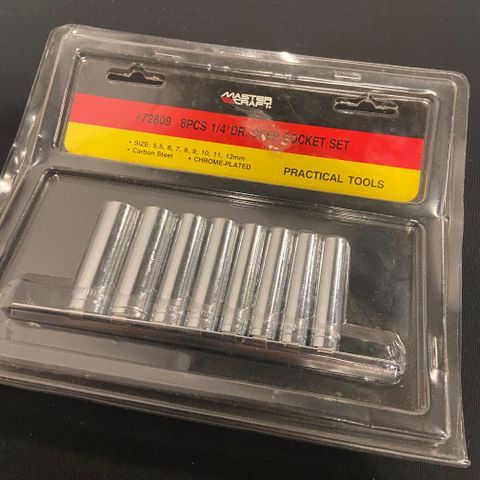 MASTER
CRAFT
#72809 8PCS 1/4" DR. DEEP SOCKET SET
• SIZE: 5.5, 6, 7, 8, 9, 10, 11, 12mm
• Carbon Steel • CHROME-PLATED
PRACTICAL TOOLS